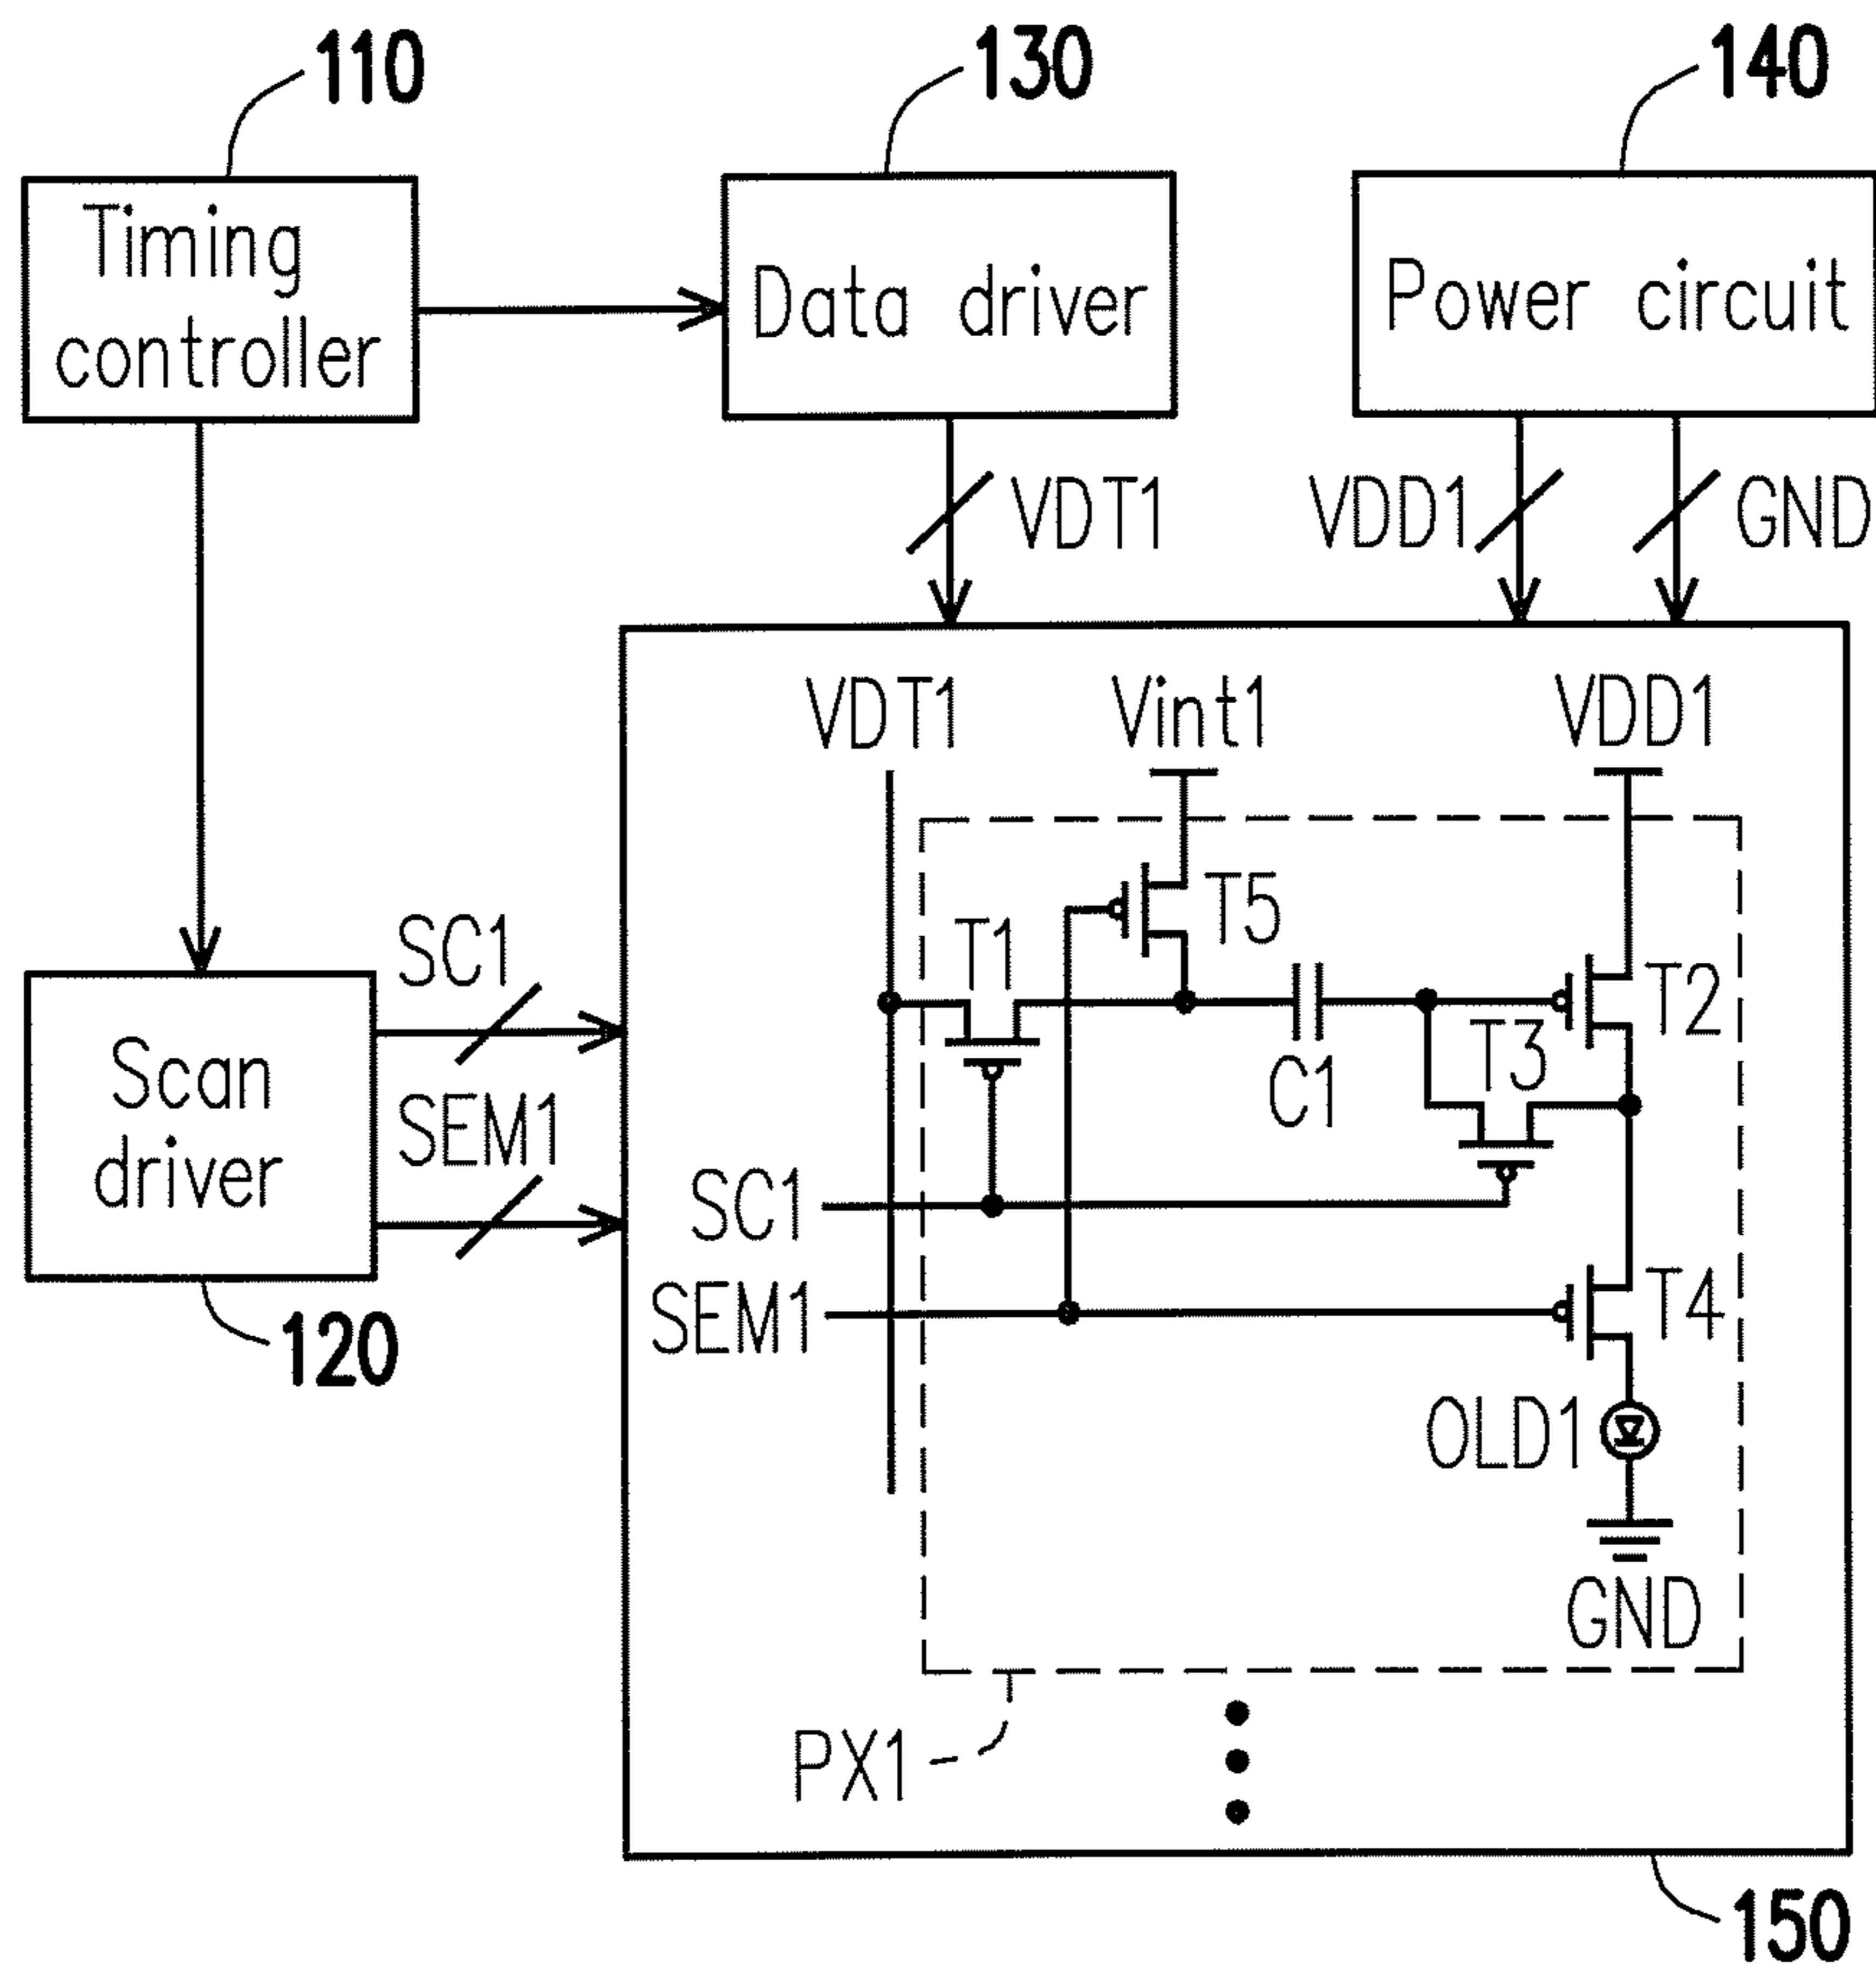 110
130
140
Timing
controller
Data driver
Power circuit
VDT1
VDD1
GND
VDT1
Vint1
VDD1
T5
T1
T2
SC1
T3
C1
Scan
driver
SEM1
SC1
SEM1
T4
120
OLD1
GND
PX1
150